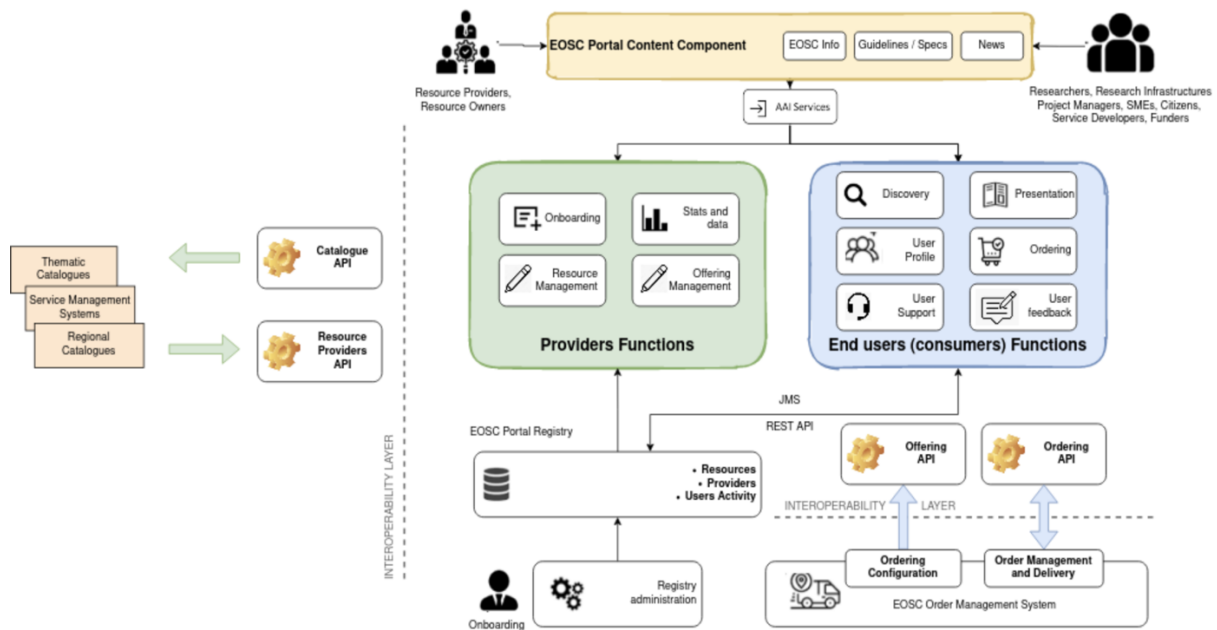 EOSC Portal Content Component
EOSC Info
Guidelines / Specs
News
Resource Providers,
Resource Owners
Researchers, Research Infrastructures
Project Managers, SMEs, Citizens,
Service Developers, Funders
AAI Services
Onboarding
Stats and
data
Resource
Management
Offering
Management
Providers Functions
Discovery
Presentation
User
Profile
Ordering
User
Support
User
feedback
End users (consumers) Functions
Catalogue
API
Thematic
Catalogues
Service Management
Systems
Regional
Catalogues
Resource
Providers
API
INTEROPERABILITY LAYER
JMS
REST API
EOSC Portal Registry
• Resources
• Providers
• Users Activity
Offering
API
Ordering
API
INTEROPERABILITY LAYER
Ordering
Configuration
Order Management
and Delivery
EOSC Order Management System
Registry
administration
Onboarding